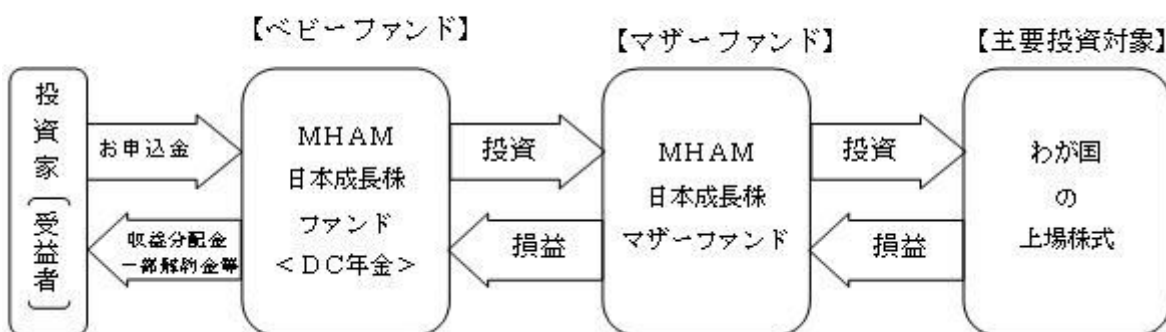 【ベビーファンド】
【マザーファンド】
【主要投資対象】
投資家〔受益者〕
お申込金
収益分配金
一部解約金等
MHAM
日本成長株
ファンド
<DC年金>
投資
損益
MHAM
日本成長株
マザーファンド
投資
損益
わが国
の
上場株式